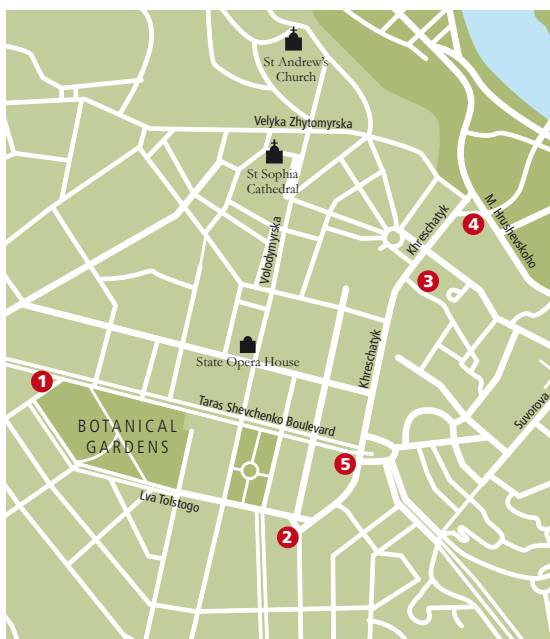 St Andrew's
Church
Velyka Zhytomyrska
St Sophia
Cathedral
M. Hrushevskoho
Khreschatyk
4
Volodymyrska
3
State Opera House
Khreschatyk
1
Taras Shevchenko Boulevard
Suvorova
BOTANICAL
GARDENS
5
Lva Tolstogo
2